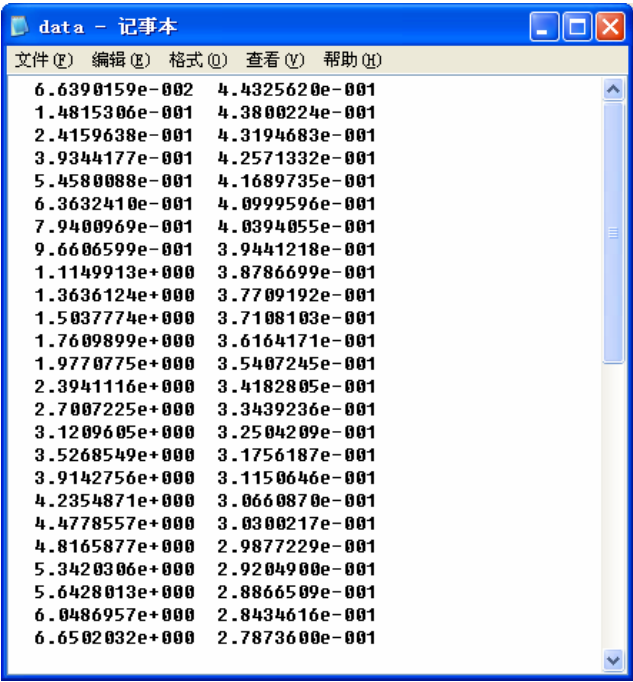 data - 记事本
文件(F) 编辑(E) 格式(O) 查看(V) 帮助(H)
6.6390159e-002 4.4325620e-001
1.4815306e-001 4.3800224e-001
2.4159638e-001 4.3194683e-001
3.9344177e-001 4.2571332e-001
5.4580088e-001 4.1689735e-001
6.3632410e-001 4.0999596e-001
7.9400969e-001 4.0394055e-001
9.6606599e-001 3.9441218e-001
1.1149913e+000 3.8786699e-001
1.3636124e+000 3.7709192e-001
1.5037774e+000 3.7108103e-001
1.7609899e+000 3.6164171e-001
1.9770775e+000 3.5407245e-001
2.3941116e+000 3.4182805e-001
2.7007225e+000 3.3439236e-001
3.1209605e+000 3.2504209e-001
3.5268549e+000 3.1756187e-001
3.9142756e+000 3.1150646e-001
4.2354871e+000 3.0660870e-001
4.4778557e+000 3.0300217e-001
4.8165877e+000 2.9877229e-001
5.3420306e+000 2.9204900e-001
5.6428013e+000 2.8866509e-001
6.0486957e+000 2.8434616e-001
6.6502032e+000 2.7873600e-001